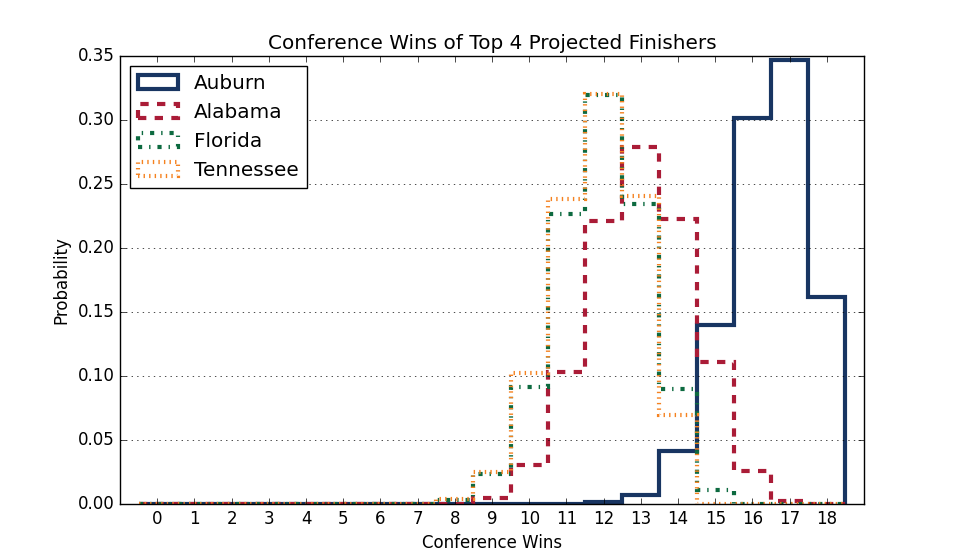 Conference Wins of Top 4 Projected Finishers
0.35
0.30
0.25
0.20
0.15
0.10
0.05
0.00
Probability
Auburn
Alabama
Florida
Tennessee
0 1 2 3 4 5 6 7 8 9 10 11 12 13 14 15 16 17 18
Conference Wins